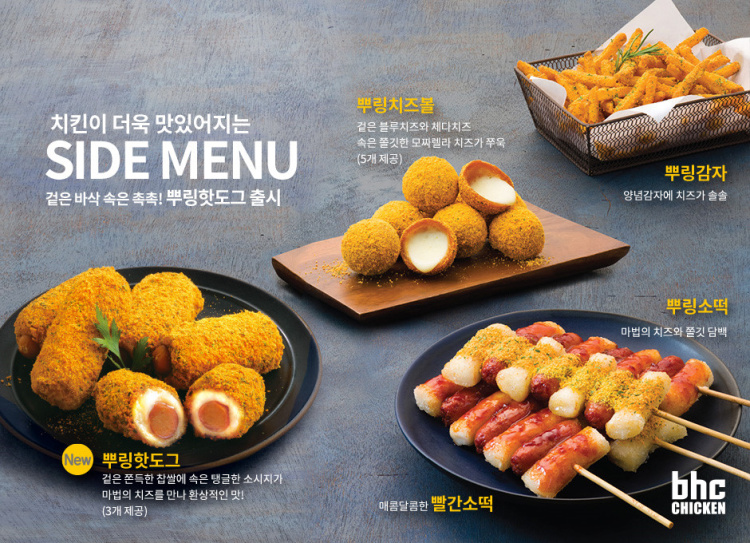 치킨이 더욱 맛있어지는
SIDE MENU
겉은 바삭 속은 촉촉! 뿌링핫도그 출시
뿌링치즈볼
겉은 블루치즈와 체다치즈
속은 쫄깃한 모짜렐라 치즈가 쭈욱
(5개 제공)
뿌링감자
양념감자에 치즈가 솔솔
뿌링소떡
마법의 치즈와 쫄깃 담백
New 뿌링핫도그
겉은 쫀득한 찹쌀에 속은 탱글한 소시지가
마법의 치즈를 만나 환상적인 맛!
(3개 제공)
매콤달콤한 빨간소떡
bhc
CHICKEN